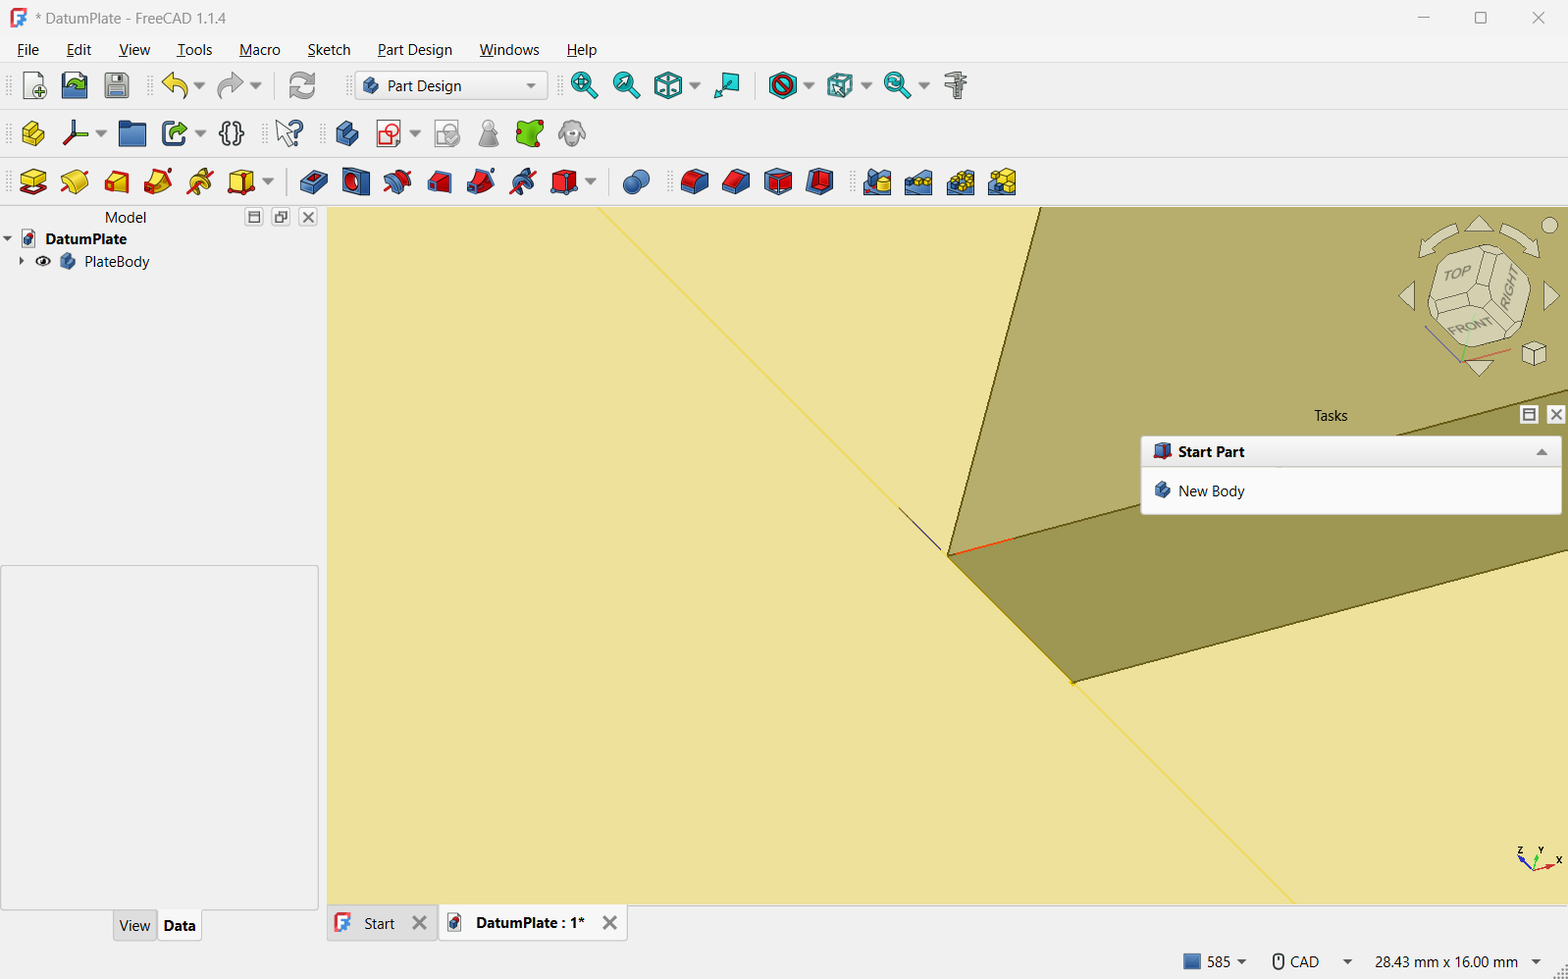 * DatumPlate - FreeCAD 1.1.4
File Edit View Tools Macro Sketch Part Design Windows Help
Part Design
Model
DatumPlate
PlateBody
TOP
RIGHT
FRONT
Tasks
Start Part
New Body
Z Y X
View Data
Start DatumPlate : 1*
585 CAD 28.43 mm x 16.00 mm